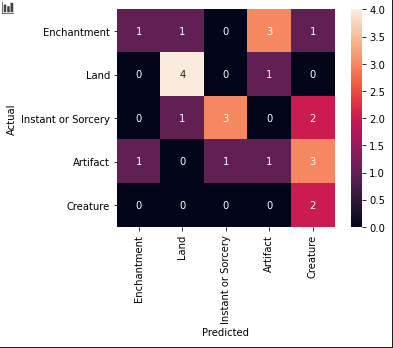 Enchantment 1 1 0 3 1
Land 0 4 0 1 0
Instant or Sorcery 0 1 3 0 2
Artifact 1 0 1 1 3
Creature 0 0 0 0 2
Actual
Enchantment Land Instant or Sorcery Artifact Creature
Predicted
4.0
3.5
3.0
2.5
2.0
1.5
1.0
0.5
0.0